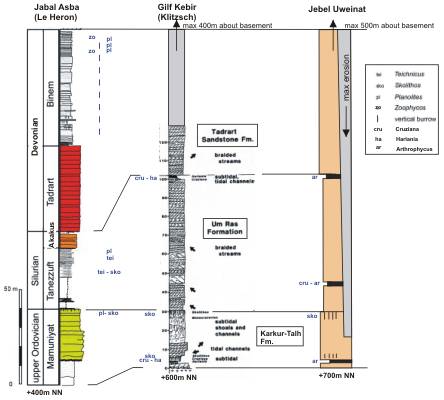 Jabal Asba
(Le Heron)
Gilf Kebir
(Klitzsch)
Jebel Uweinat
max 400m about basement
max 500m about basement
zo
pl
zo
pl
zo
pl
Devonian
Binem
Tadrart
Akakus
Silurian
Tanezzuft
upper Ordovician
Mamuniyat
50 m
0
+400m NN
pl
tei
tei - sko
pl- sko
cru - ha
sko
sko
cru - ha
Tadrart
Sandstone Fm.
braided
streams
subtidal,
tidal channels
Um Ras
Formation
braided
streams
subtidal
shoals and
channels
Karkur-Talh
Fm.
tidal channels
subtidal
+600m NN
max erosion
ar
cru - ar
sko
ar
+700m NN
tei Teichnicus
sko Skolithos
pl Planolites
zo Zoophycos
vertical burrow
cru Cruziana
ha Harlania
ar Arthrophycus